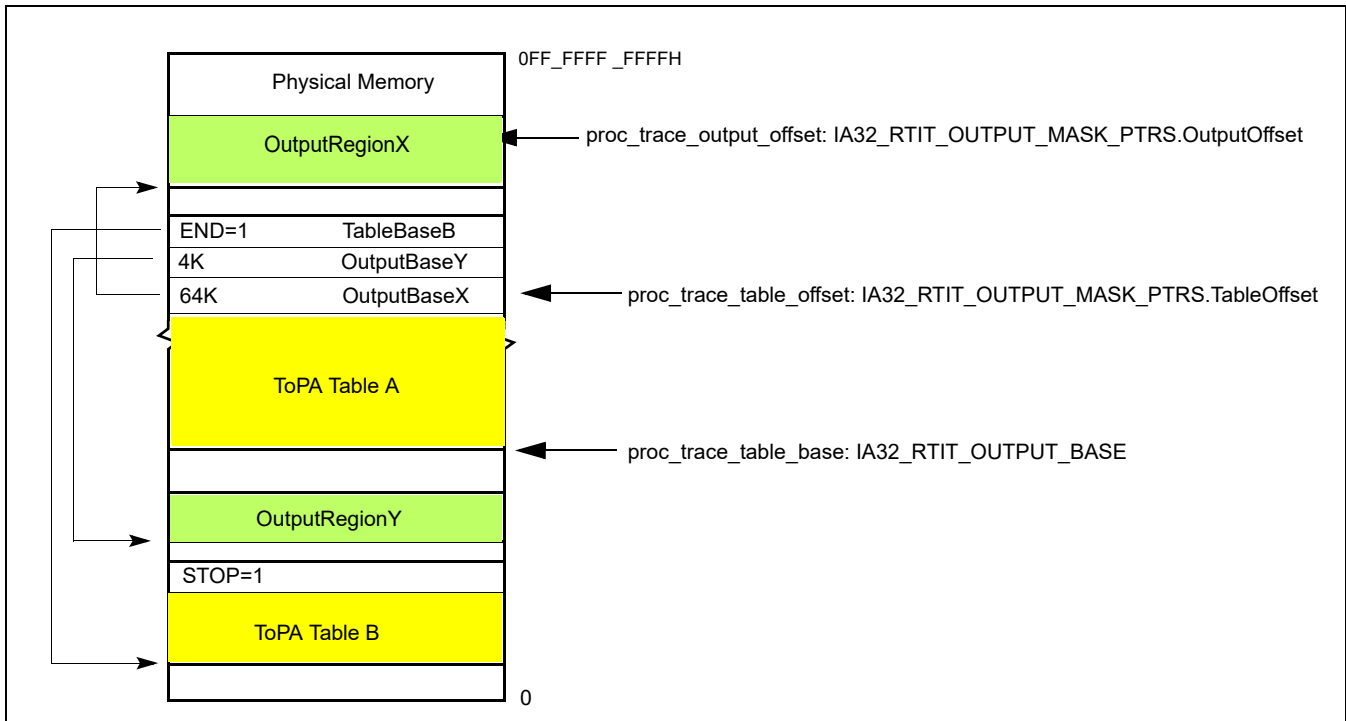 0FF_FFFF _FFFFH
Physical Memory
OutputRegionX
proc_trace_output_offset: IA32_RTIT_OUTPUT_MASK_PTRS.OutputOffset
END=1 TableBaseB
4K OutputBaseY
64K OutputBaseX
proc_trace_table_offset: IA32_RTIT_OUTPUT_MASK_PTRS.TableOffset
ToPA Table A
proc_trace_table_base: IA32_RTIT_OUTPUT_BASE
OutputRegionY
STOP=1
ToPA Table B
0